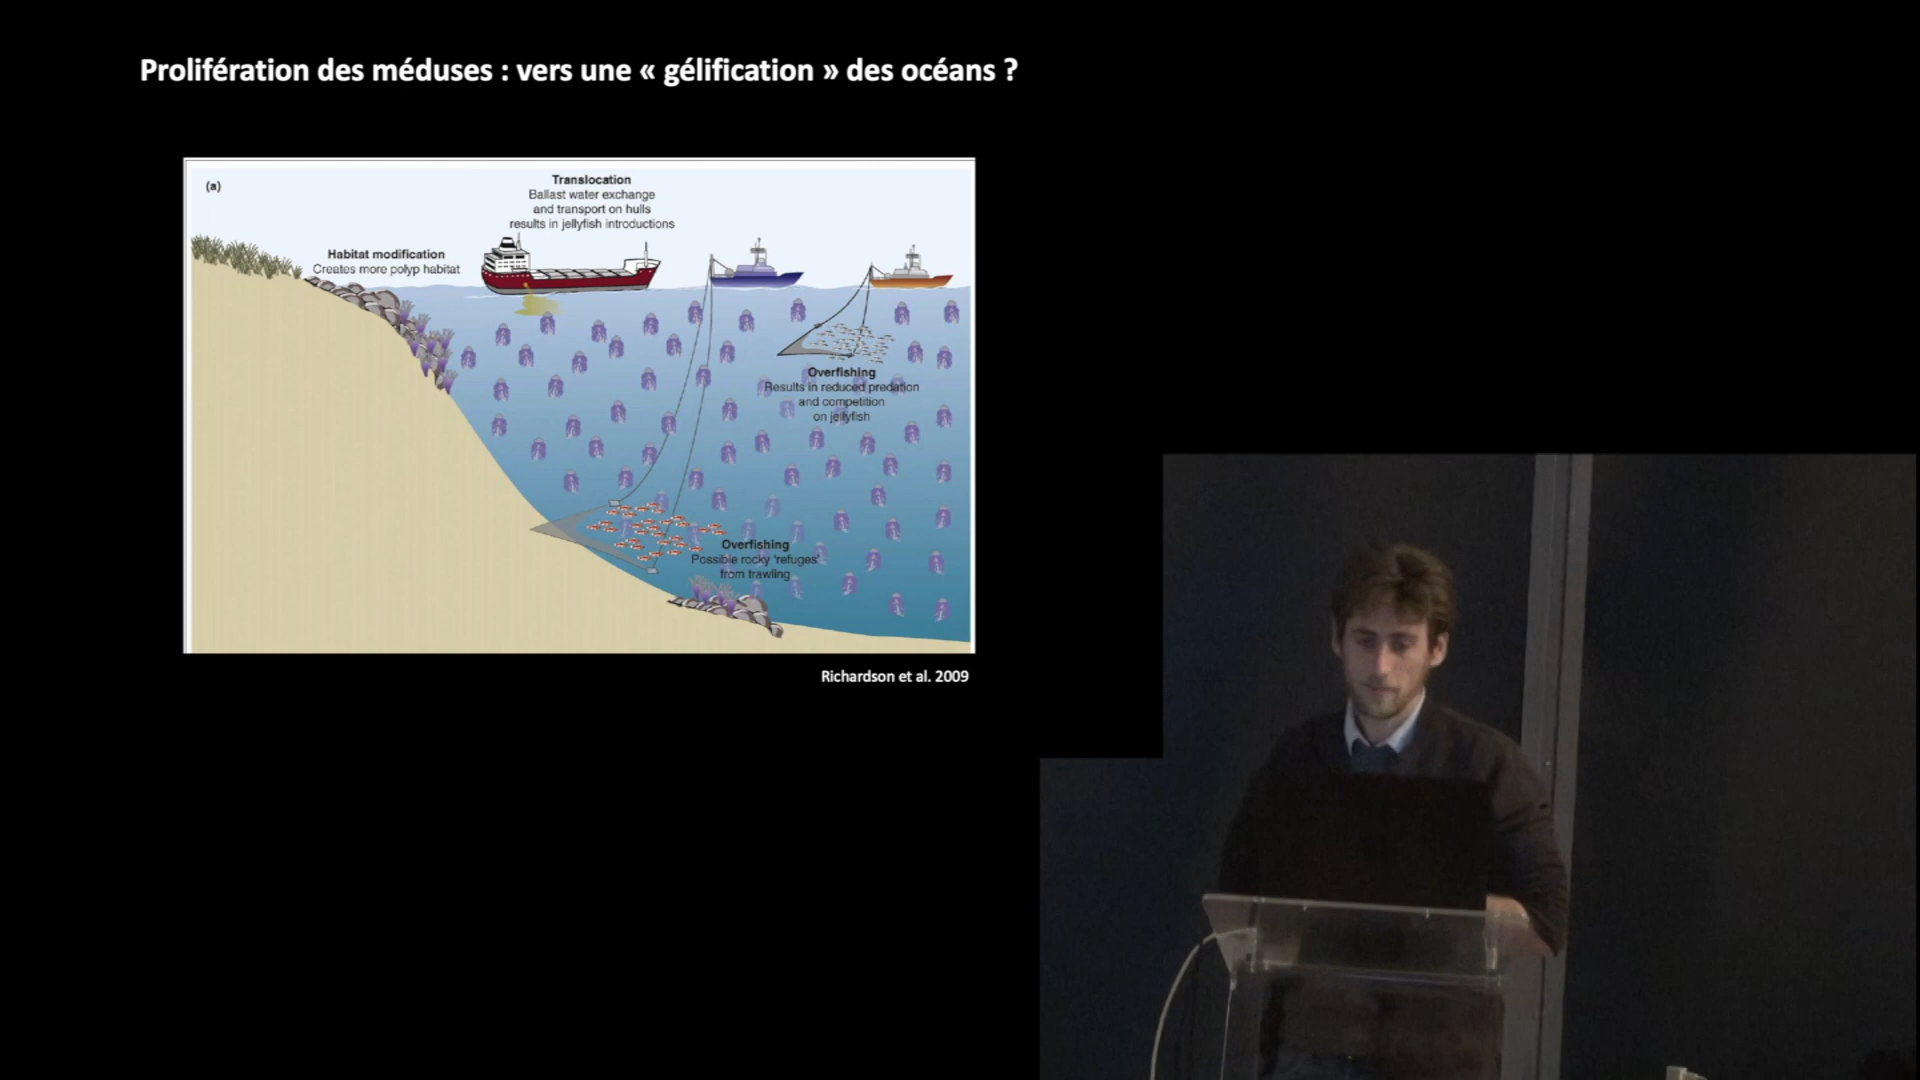 Prolifération des méduses : vers une « gélification » des océans ?
(a)
Translocation
Ballast water exchange
and transport on hulls
results in jellyfish introductions
Habitat modification
Creates more polyp habitat
Overfishing
Results in reduced predation
and competition
on jellyfish
Overfishing
Possible rocky 'refuges'
from trawling
Richardson et al. 2009